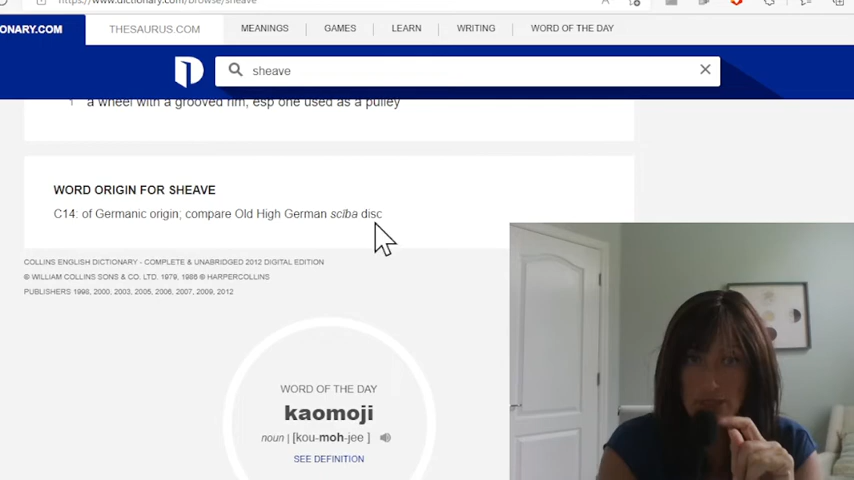 https://www.dictionary.com/browse/sheave
ONARY.COM
THESAURUS.COM
MEANINGS
GAMES
LEARN
WRITING
WORD OF THE DAY
sheave
1 a wheel with a grooved rim, esp one used as a pulley
WORD ORIGIN FOR SHEAVE
C14: of Germanic origin; compare Old High German scība disc
COLLINS ENGLISH DICTIONARY - COMPLETE & UNABRIDGED 2012 DIGITAL EDITION
© WILLIAM COLLINS SONS & CO. LTD. 1979, 1986 © HARPERCOLLINS
PUBLISHERS 1998, 2000, 2003, 2005, 2006, 2007, 2009, 2012
WORD OF THE DAY
kaomoji
noun | [kou-moh-jee ]
SEE DEFINITION